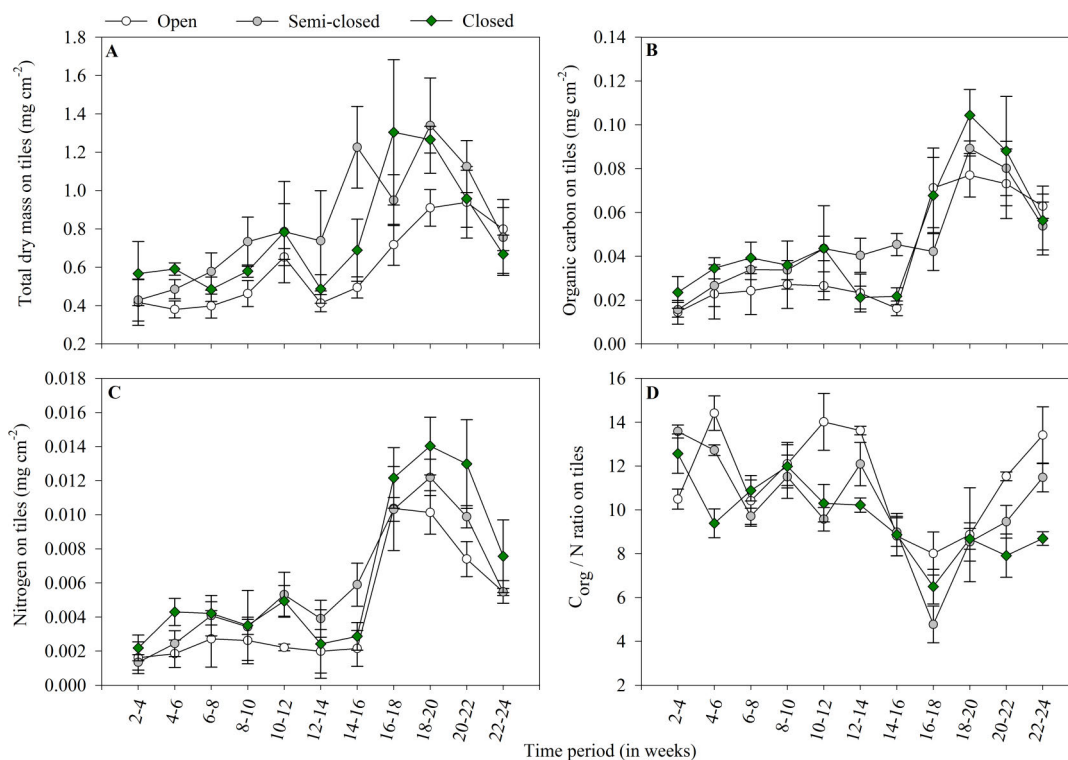 Open Semi-closed Closed
A
Total dry mass on tiles (mg cm⁻²)
1.8
1.6
1.4
1.2
1.0
0.8
0.6
0.4
0.2
B
Organic carbon on tiles (mg cm⁻²)
0.14
0.12
0.10
0.08
0.06
0.04
0.02
0.00
C
Nitrogen on tiles (mg cm⁻²)
0.018
0.016
0.014
0.012
0.010
0.008
0.006
0.004
0.002
0.000
2-4 4-6 6-8 8-10 10-12 12-14 14-16 16-18 18-20 20-22 22-24
D
C_org / N ratio on tiles
16
14
12
10
8
6
4
2
2-4 4-6 6-8 8-10 10-12 12-14 14-16 16-18 18-20 20-22 22-24
Time period (in weeks)